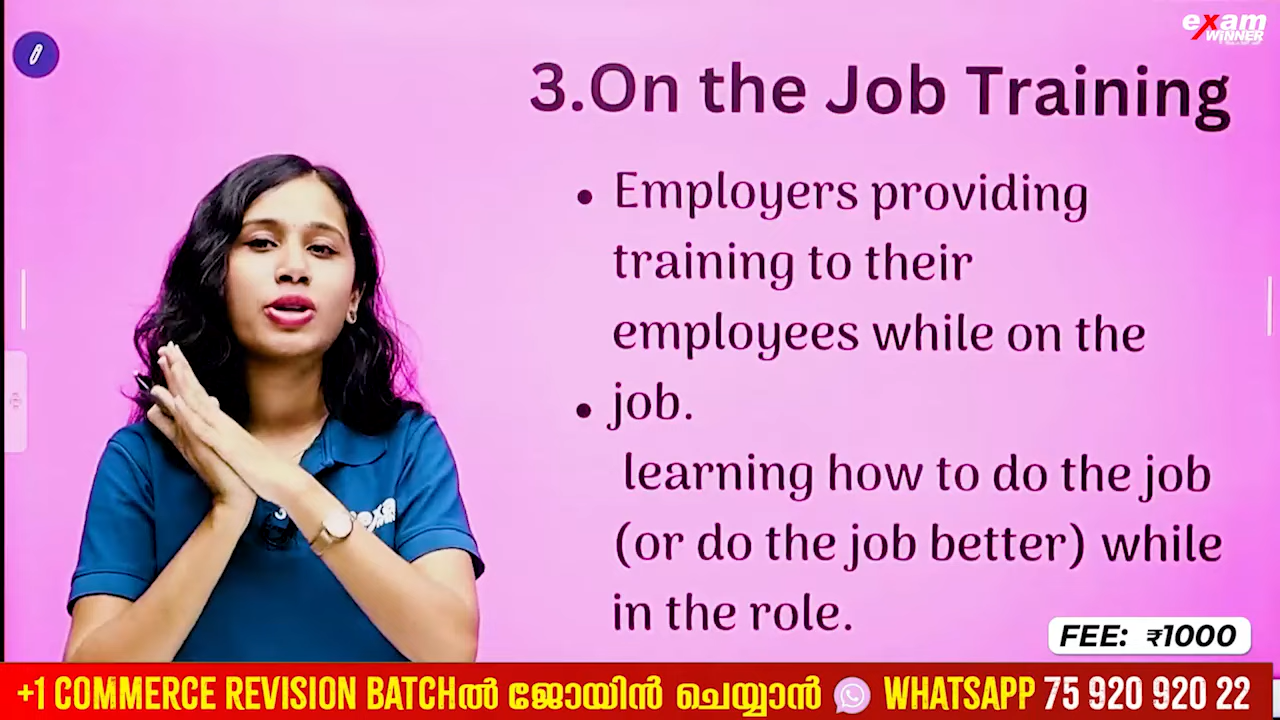 exam
WINNER
3.On the Job Training
• Employers providing
training to their
employees while on the
• job.
learning how to do the job
(or do the job better) while
in the role.
FEE: ₹1000
+1 COMMERCE REVISION BATCHൽ ജോയിൻ ചെയ്യാൻ WHATSAPP 75 920 920 22